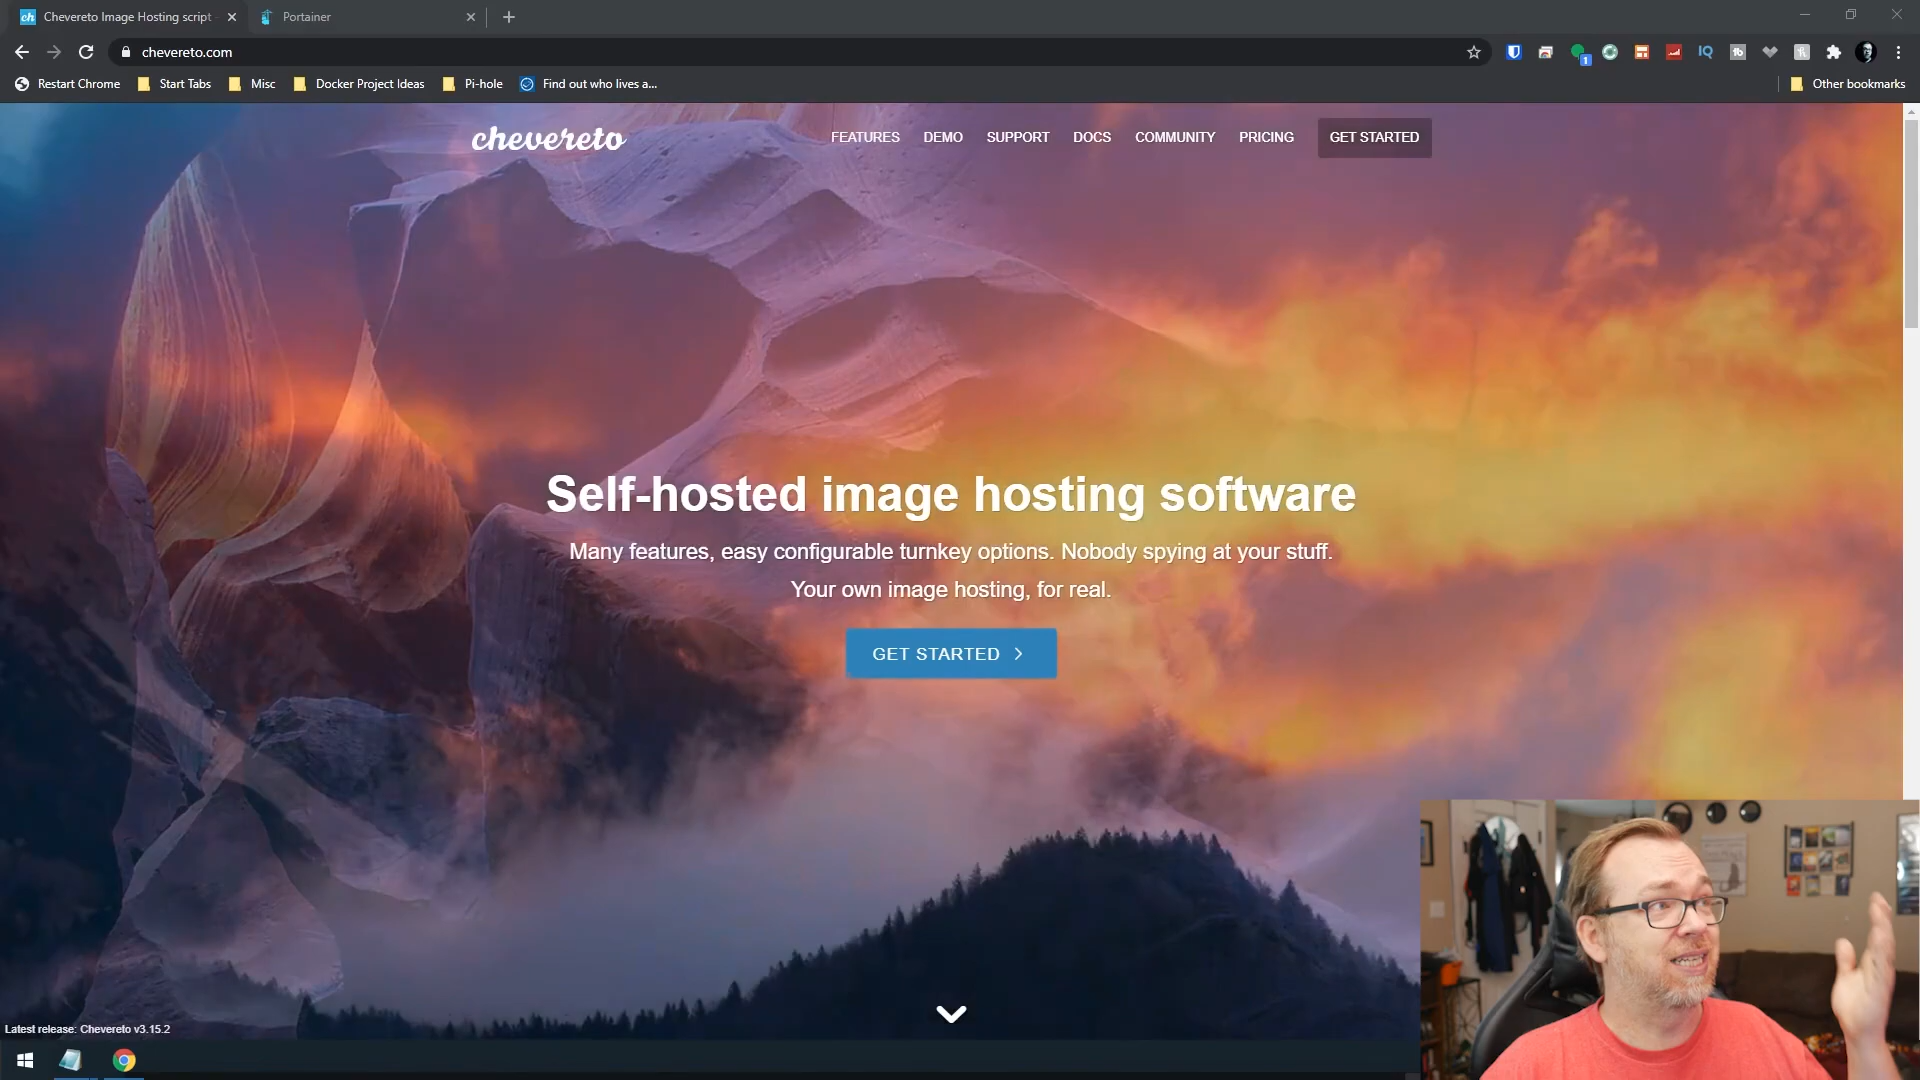 Chevereto Image Hosting script -
Portainer
chevereto.com
Restart Chrome
Start Tabs
Misc
Docker Project Ideas
Pi-hole
Find out who lives a...
Other bookmarks
chevereto
FEATURES
DEMO
SUPPORT
DOCS
COMMUNITY
PRICING
GET STARTED
Self-hosted image hosting software
Many features, easy configurable turnkey options. Nobody spying at your stuff.
Your own image hosting, for real.
GET STARTED
Latest release: Chevereto v3.15.2